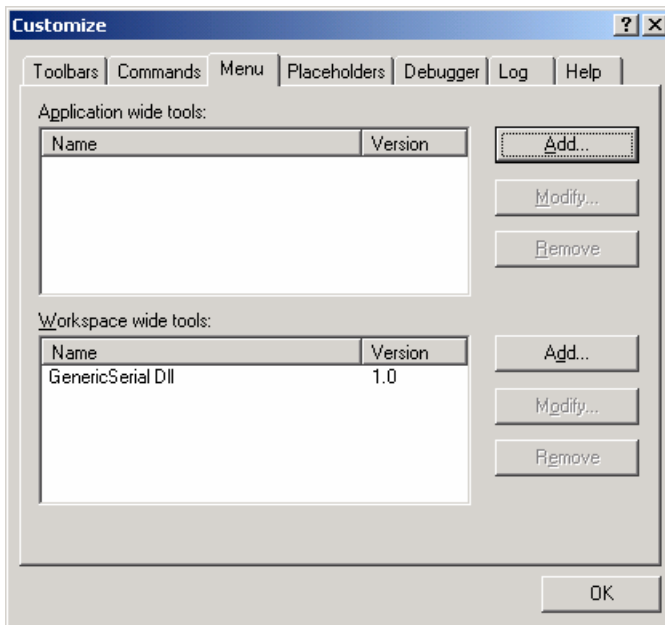 Customize
Toolbars Commands Menu Placeholders Debugger Log Help
Application wide tools:
Name Version
Add...
Modify...
Remove
Workspace wide tools:
Name Version
GenericSerial Dll 1.0
Add...
Modify...
Remove
OK